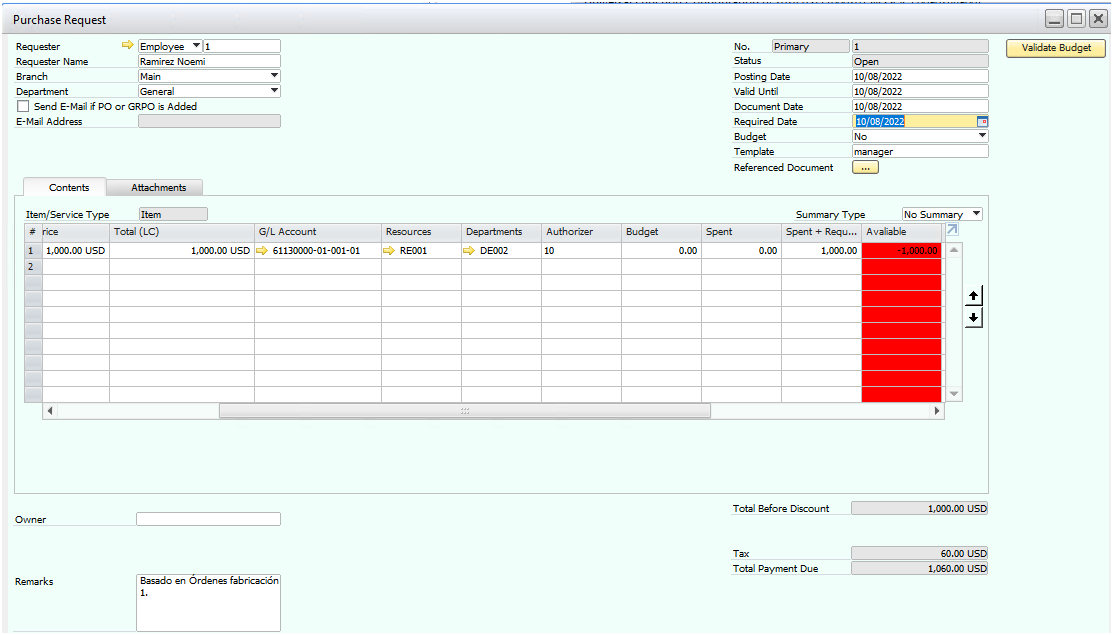 Purchase Request
Requester Employee 1
Requester Name Ramirez Noemi
Branch Main
Department General
Send E-Mail if PO or GRPO is Added
E-Mail Address
No. Primary 1
Status Open
Posting Date 10/08/2022
Valid Until 10/08/2022
Document Date 10/08/2022
Required Date 10/08/2022
Budget No
Template manager
Referenced Document ...
Validate Budget
Contents Attachments
Item/Service Type Item
Summary Type No Summary
# rice Total (LC) G/L Account Resources Departments Authorizer Budget Spent Spent + Requ... Avaliable
1 1,000.00 USD 1,000.00 USD 61130000-01-001-01 RE001 DE002 10 0.00 0.00 1,000.00 -1,000.00
2
Owner
Remarks Basado en Órdenes fabricación
1.
Total Before Discount 1,000.00 USD
Tax 60.00 USD
Total Payment Due 1,060.00 USD